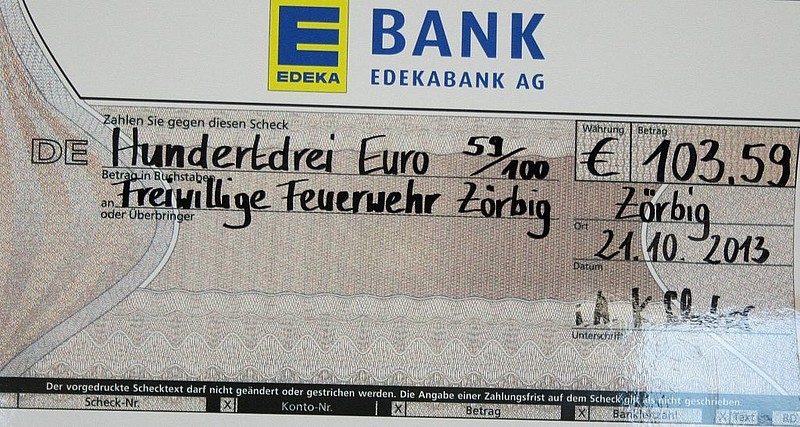 EDEKA
BANK
EDEKABANK AG
Zahlen Sie gegen diesen Scheck
DE Hundertdrei Euro 59/100
Betrag in Buchstaben
Währung Betrag
€ 103,59
an Freiwillige Feuerwehr Zörbig
oder Überbringer
Zörbig
Ort
21.10. 2013
Datum
i.A.
Unterschrift
Der vorgedruckte Schecktext darf nicht geändert oder gestrichen werden. Die Angabe einer Zahlungsfrist auf dem Scheck gilt als nicht geschrieben.
Scheck-Nr. X Konto-Nr. X Betrag X Bankleitzahl X Text